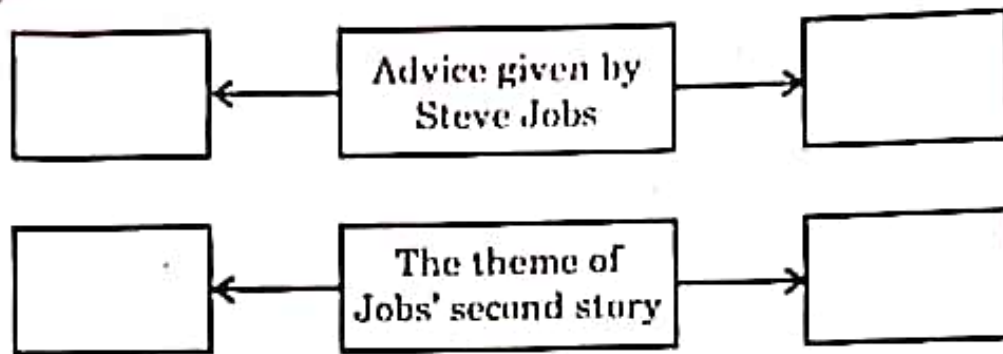 Advice given by
Steve Jobs
The theme of
Jobs' second story